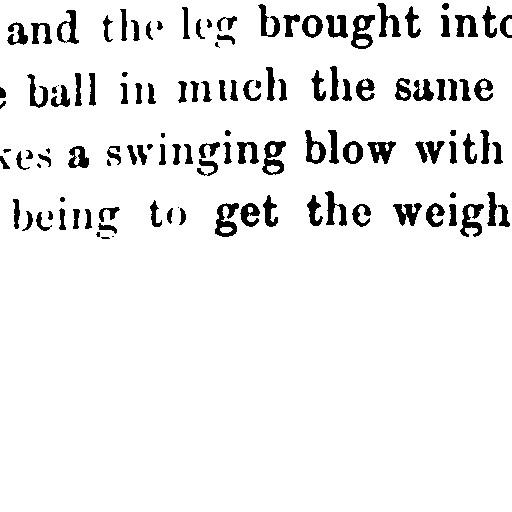 and the leg brought into
e ball in much the same
kes a swinging blow with
being to get the weigh